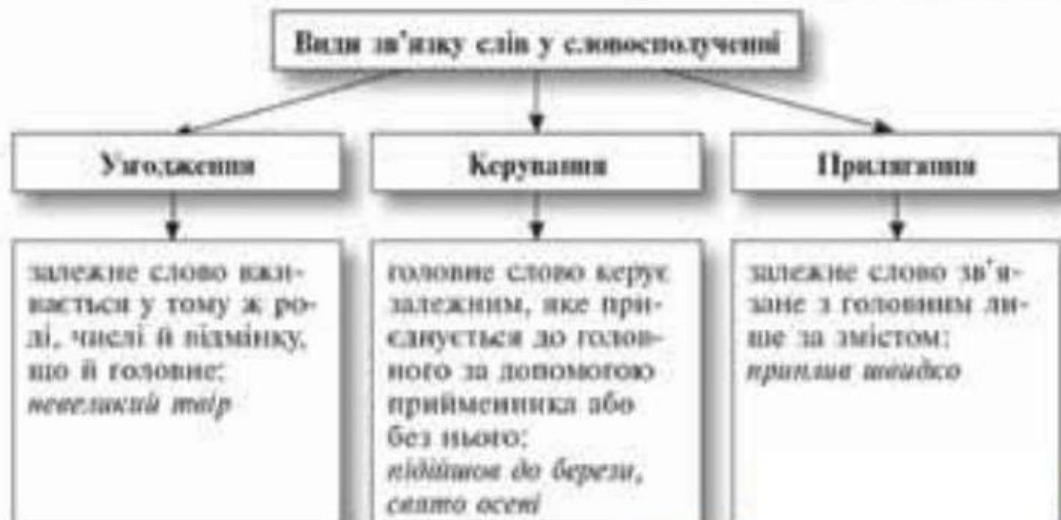 Види зв'язку слів у словосполученні
Узгодження
Керування
Прилягання
залежне слово вжи-
вається у тому ж ро-
ді, числі й відмінку,
що й головне:
невеликий твір
головне слово керує
залежним, яке при-
єднується до голов-
ного за допомогою
прийменника або
без нього:
підійшов до берези,
свято осені
залежне слово зв'я-
зане з головним ли-
ше за змістом:
приплив швидко